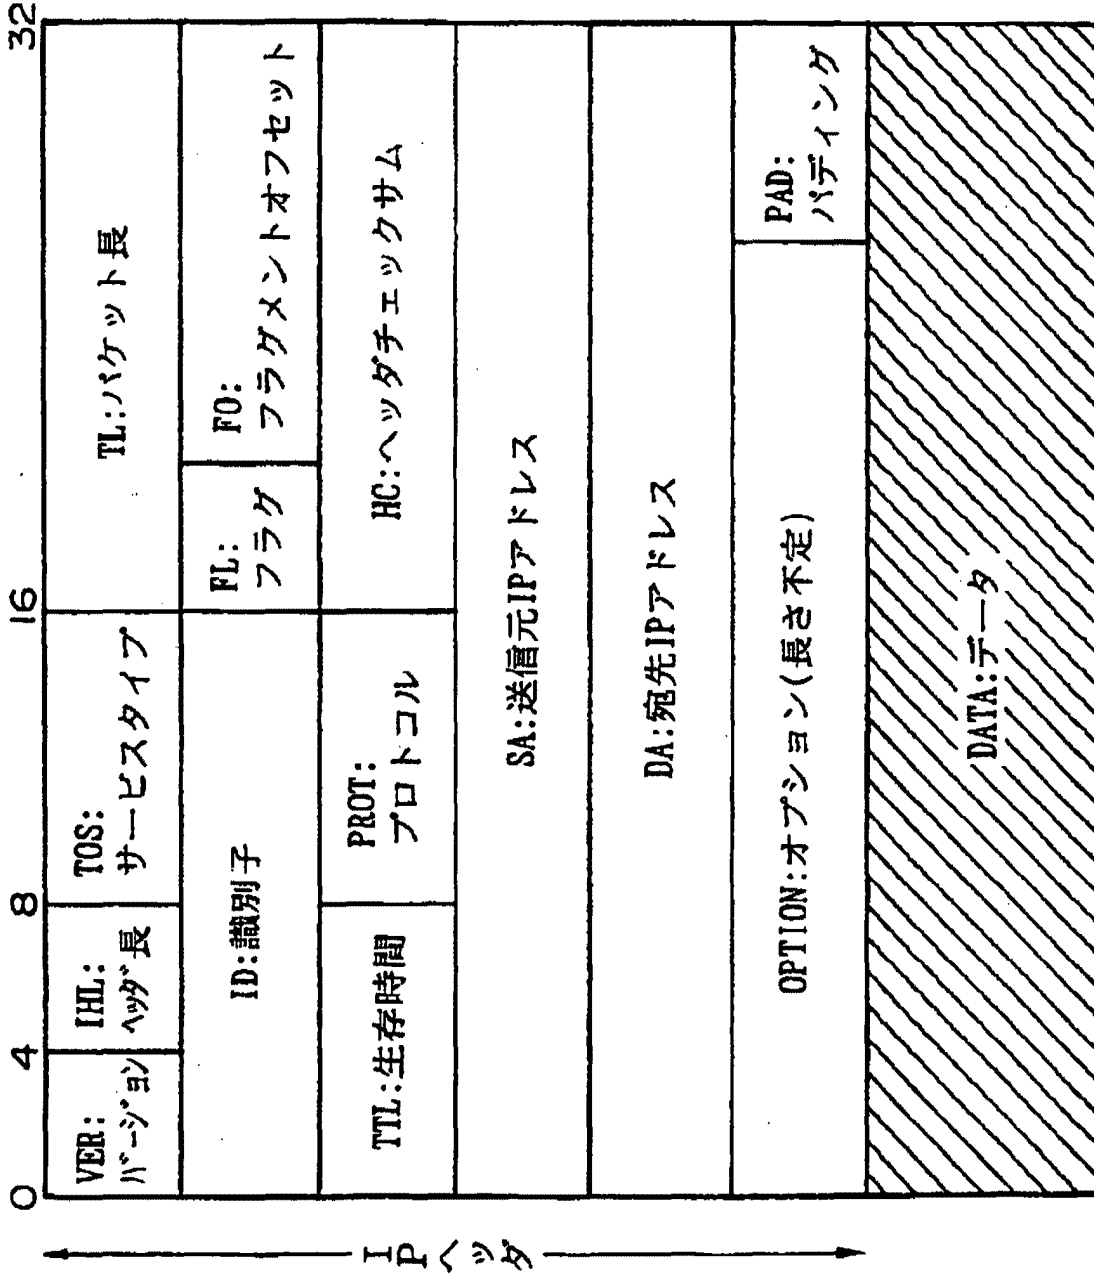 0 4 8 16 32
VER:
バージョン
IHL:
ヘッダ長
TOS:
サービスタイプ
TL:パケット長
ID:識別子
FL:
フラグ
FO:
フラグメントオフセット
TTL:生存時間
PROT:
プロトコル
HC:ヘッダチェックサム
SA:送信元IPアドレス
DA:宛先IPアドレス
OPTION:オプション(長さ不定)
PAD:
パディング
DATA:データ
IPヘッダ